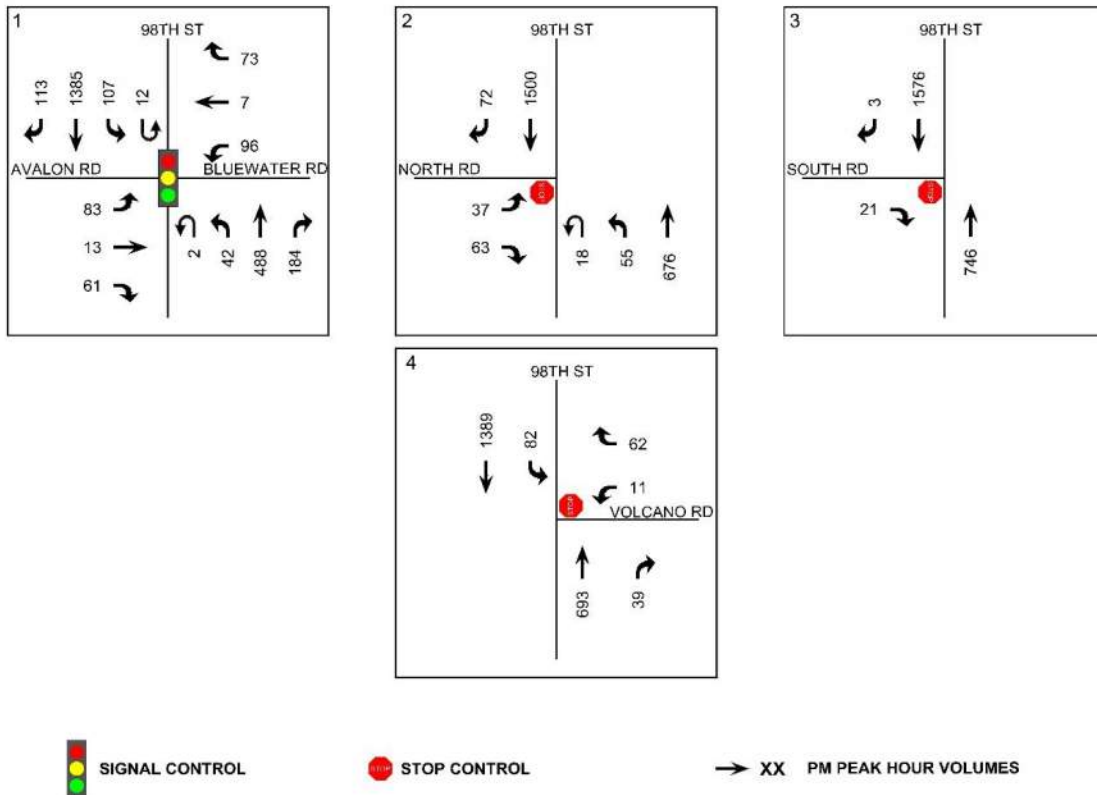 1
98TH ST
113
1385
107
12
73
7
96
AVALON RD
BLUEWATER RD
83
13
61
2
42
488
184
2
98TH ST
72
1500
NORTH RD
STOP
37
63
18
55
676
3
98TH ST
3
1576
SOUTH RD
STOP
21
746
4
98TH ST
1389
82
62
11
STOP
VOLCANO RD
693
39
SIGNAL CONTROL
STOP
STOP CONTROL
XX PM PEAK HOUR VOLUMES